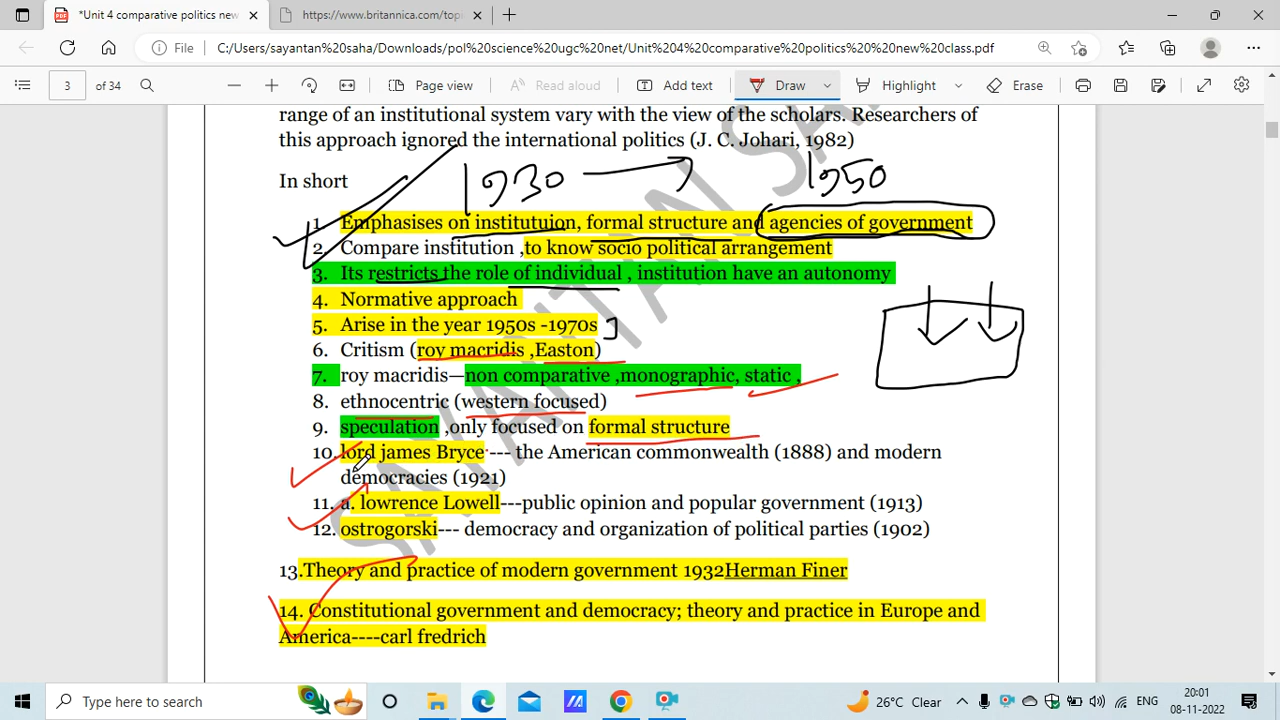 *Unit 4 comparative politics new
https://www.britannica.com/top
File C:/Users/sayantan%20saha/Downloads/pol%20science%20ugc%20net/Unit%204%20comparative%20politics%20%20new%20class.pdf
3 of 34 Page view Read aloud Add text Draw Highlight Erase
range of an institutional system vary with the view of the scholars. Researchers of
this approach ignored the international politics (J. C. Johari, 1982)
In short
1930 1950
1. Emphasises on institutuion, formal structure and agencies of government
2. Compare institution ,to know socio political arrangement
3. Its restricts the role of individual , institution have an autonomy
4. Normative approach
5. Arise in the year 1950s -1970s
6. Critism (roy macridis ,Easton)
7. roy macridis—non comparative ,monographic, static ,
8. ethnocentric (western focused)
9. speculation ,only focused on formal structure
10. lord james Bryce --- the American commonwealth (1888) and modern
democracies (1921)
11. a. lowrence Lowell---public opinion and popular government (1913)
12. ostrogorski--- democracy and organization of political parties (1902)
13.Theory and practice of modern government 1932Herman Finer
14. Constitutional government and democracy; theory and practice in Europe and
America----carl fredrich
SAYANTAN SA
Type here to search
26°C Clear
ENG
20:01
08-11-2022